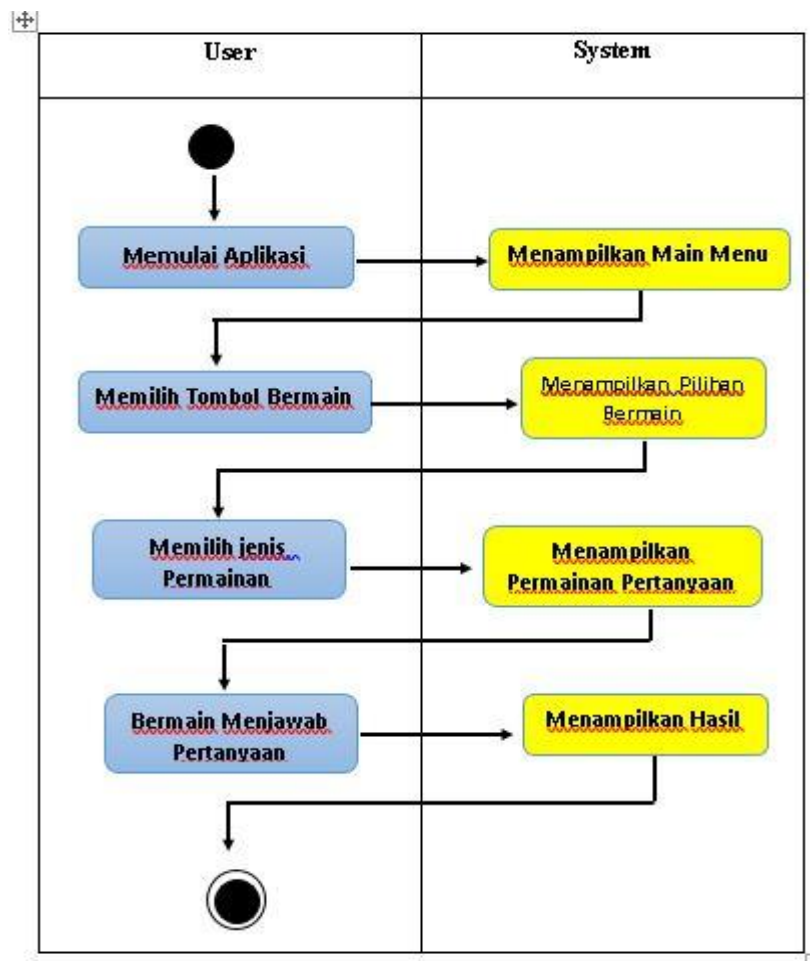 User
System
Memulai Aplikasi
Menampilkan Main Menu
Memilih Tombol Bermain
Menampilkan Pilihan
Bermain
Memilih jenis
Permainan
Menampilkan
Permainan Pertanyaan
Bermain Menjawab
Pertanyaan
Menampilkan Hasil